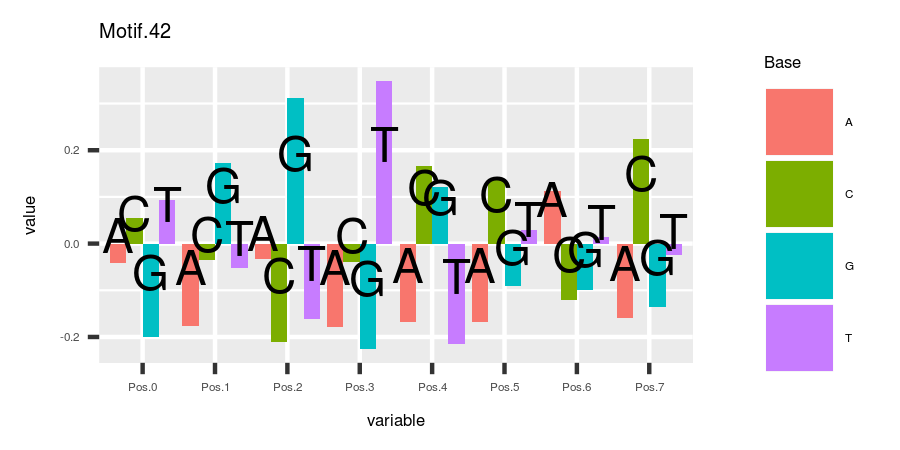 Motif.42
Base
A
C
G
T
value
0.2
0.0
-0.2
A C G T A C G T A C G T A C G T A C G T A C G T A C G T A C G T
Pos.0 Pos.1 Pos.2 Pos.3 Pos.4 Pos.5 Pos.6 Pos.7
variable